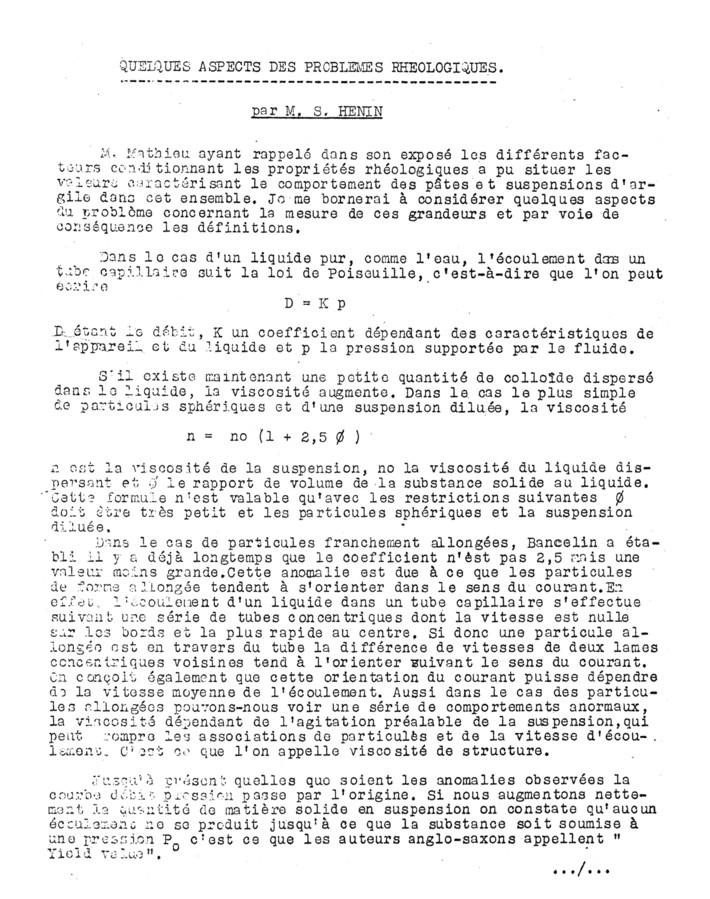 QUELQUES ASPECTS DES PROBLEMES RHEOLOGIQUES.
par M. S. HENIN
M. Mathieu ayant rappelé dans son exposé les différents fac-
teurs conditionnant les propriétés rhéologiques a pu situer les
valeurs caractérisant le comportement des pâtes et suspensions d'ar-
gile dans cet ensemble. Je me bornerai à considérer quelques aspects
du problème concernant la mesure de ces grandeurs et par voie de
conséquence les définitions.
Dans le cas d'un liquide pur, comme l'eau, l'écoulement dans un
tube capillaire suit la loi de Poiseuille, c'est-à-dire que l'on peut
écrire
D = K p
D étant le débit, K un coefficient dépendant des caractéristiques de
l'appareil et du liquide et p la pression supportée par le fluide.
S'il existe maintenant une petite quantité de colloïde dispersé
dans le liquide, la viscosité augmente. Dans le cas le plus simple
de particules sphériques et d'une suspension diluée, la viscosité
n = no (1 + 2,5 Ø )
n est la viscosité de la suspension, no la viscosité du liquide dis-
persant et Ø le rapport de volume de la substance solide au liquide.
Cette formule n'est valable qu'avec les restrictions suivantes Ø
doit être très petit et les particules sphériques et la suspension
diluée.
Dans le cas de particules franchement allongées, Bancelin a éta-
bli il y a déjà longtemps que le coefficient n'èst pas 2,5 mais une
valeur moins grande.Cette anomalie est due à ce que les particules
de forme allongée tendent à s'orienter dans le sens du courant.En
effet, l'écoulement d'un liquide dans un tube capillaire s'effectue
suivant une série de tubes concentriques dont la vitesse est nulle
sur les bords et la plus rapide au centre. Si donc une particule al-
longée est en travers du tube la différence de vitesses de deux lames
concentriques voisines tend à l'orienter suivant le sens du courant.
On conçoit également que cette orientation du courant puisse dépendre
de la vitesse moyenne de l'écoulement. Aussi dans le cas des particu-
les allongées pouvons-nous voir une série de comportements anormaux,
la viscosité dépendant de l'agitation préalable de la suspension,qui
peut rompre les associations de particules et de la vitesse d'écou-
lement. C'est ce que l'on appelle viscosité de structure.
Jusqu'à présent quelles que soient les anomalies observées la
courbe débit pression passe par l'origine. Si nous augmentons nette-
ment la quantité de matière solide en suspension on constate qu'aucun
écoulement ne se produit jusqu'à ce que la substance soit soumise à
une pression Po c'est ce que les auteurs anglo-saxons appellent "
Yield value".
.../...